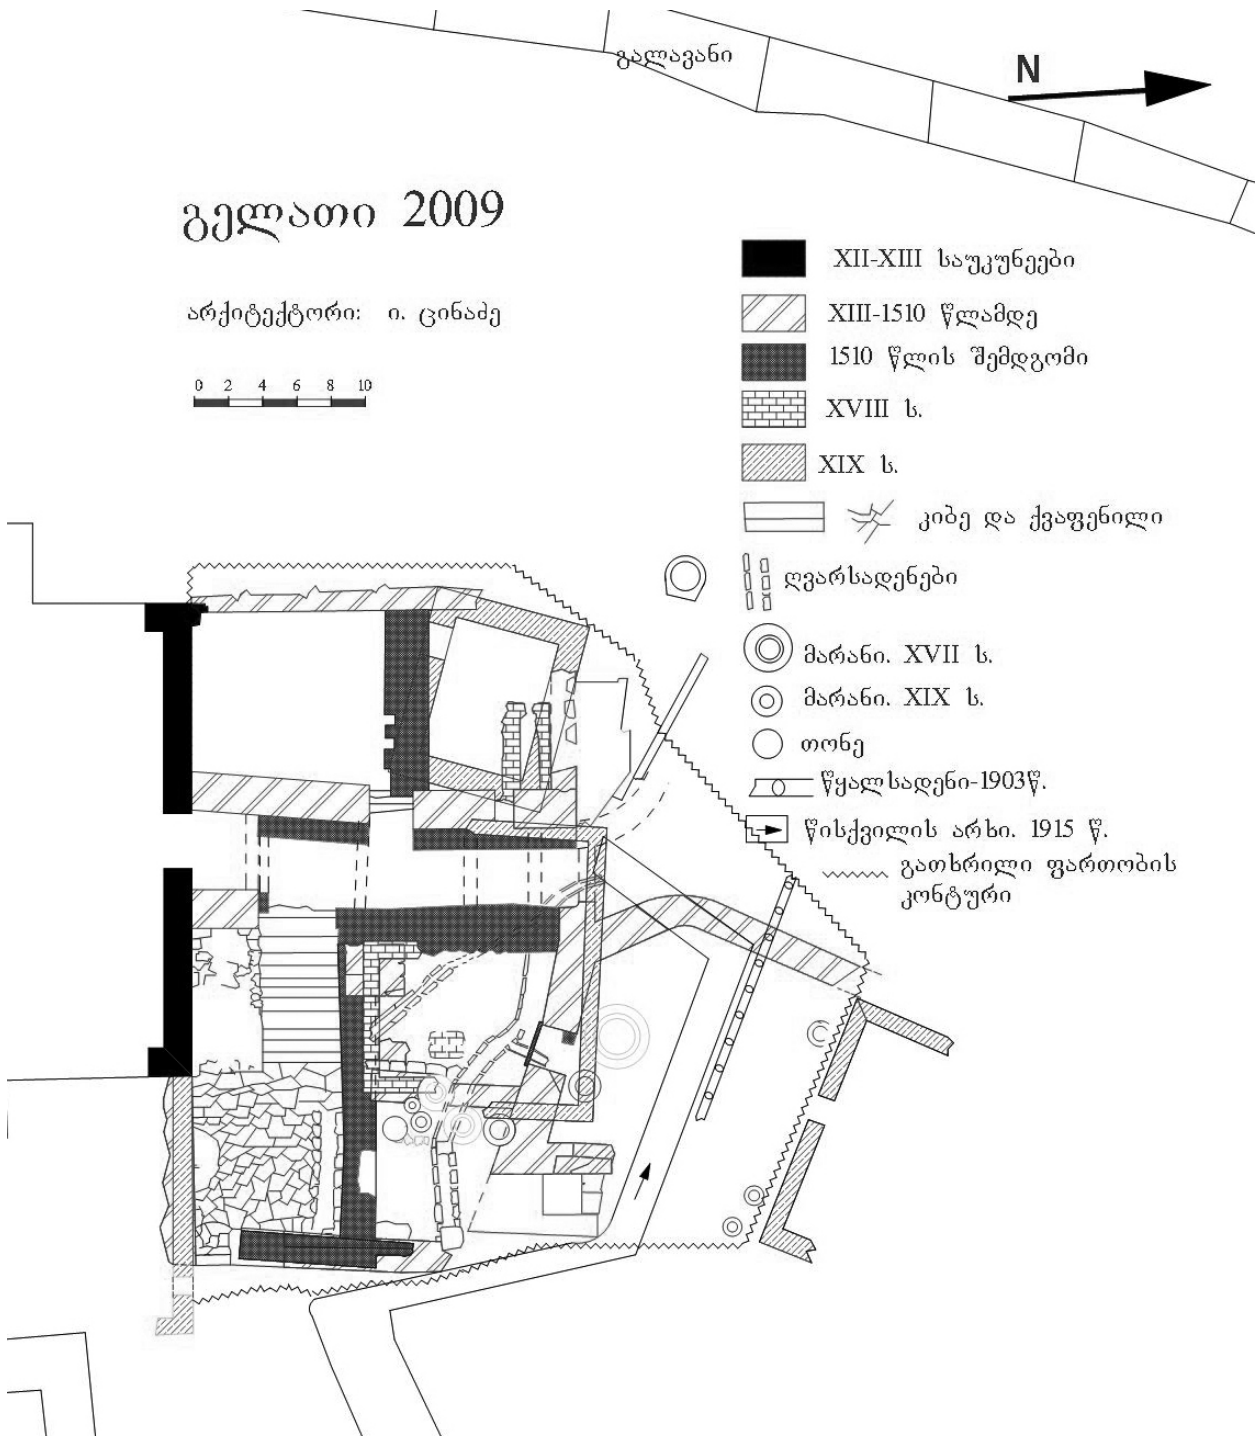 გალავანი
N
გელათი 2009
არქიტექტორი: ი. ცინაძე
0 2 4 6 8 10
XII-XIII საუკუნეები
XIII-1510 წლამდე
1510 წლის შემდგომი
XVIII ს.
XIX ს.
კიბე და ქვაფენილი
ღვარსადენები
მარანი. XVII ს.
მარანი. XIX ს.
თონე
წყალსადენი-1903წ.
წისქვილის არხი. 1915 წ.
გათხრილი ფართობის
კონტური